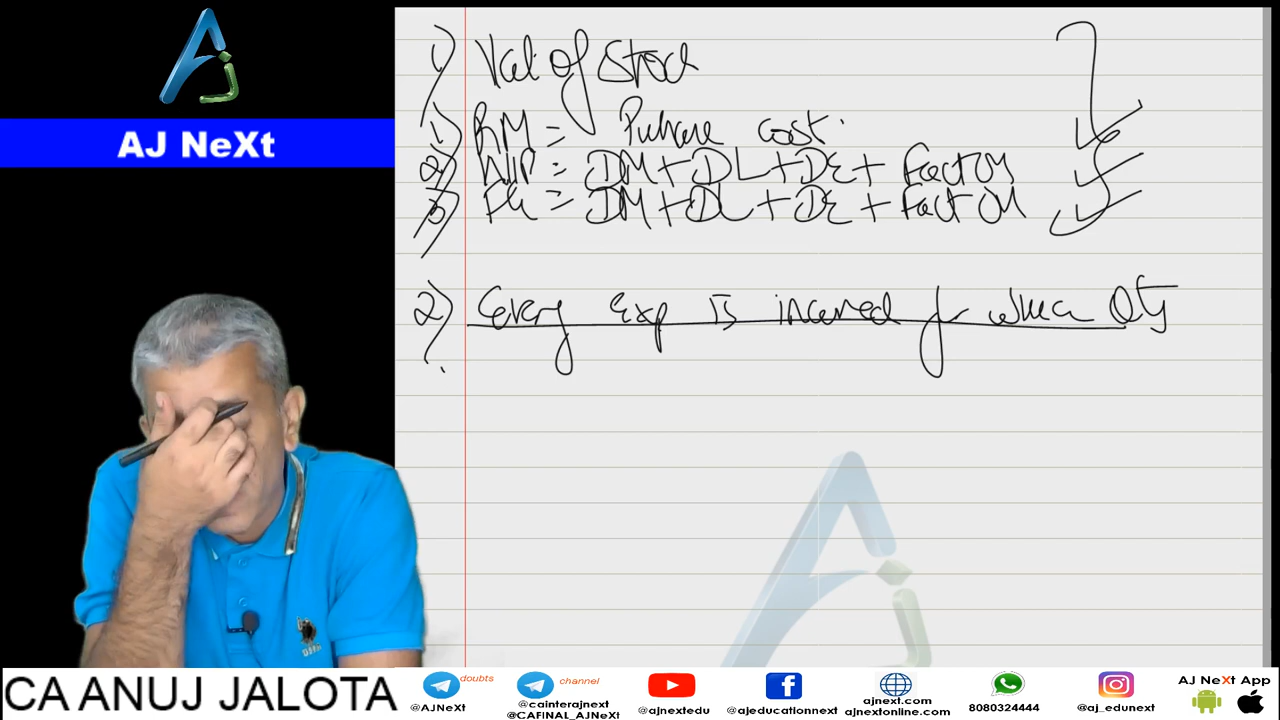 AJ NeXt
1) Val. of Stock
1) RM = Purchase cost.
2) WIP = DM + DL + DE + Factory
3) FG = DM + DL + DE + Factory
2) Every Exp is incurred for which Qty
CA ANUJ JALOTA
doubts
@AJNeXt
channel
@cainterajnext
@CAFINAL_AJNeXt
@ajnextedu
@ajeducationnext
ajnext.com
ajnextonline.com
8080324444
@aj_edunext
AJ NeXt App